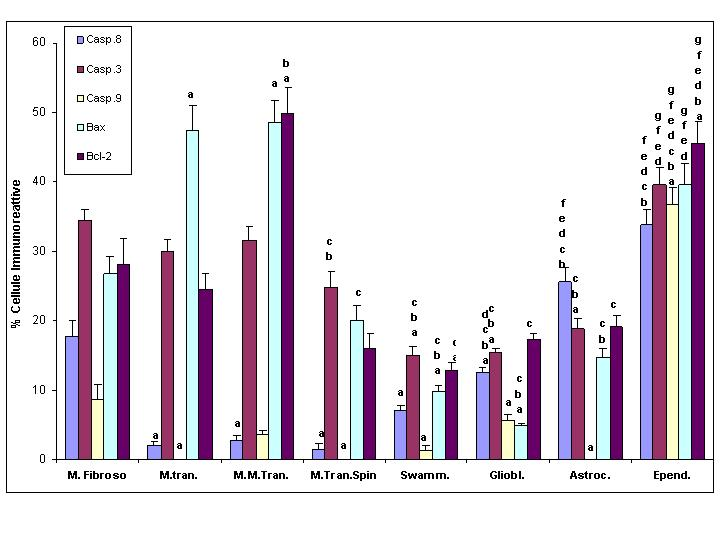 Casp.8
Casp.3
Casp.9
Bax
Bcl-2
% Cellule Immunoreattive
60
50
40
30
20
10
0
a
a
a
a
a
a
b
a
a
a
c
b
c
a
c
b
a
a
c
b
a
c
a
d
c
b
a
c
b
a
a
c
b
a
c
f
e
d
c
b
c
b
a
a
c
b
c
f
e
d
c
b
g
f
e
d
g
f
e
d
c
b
a
g
f
e
d
g
f
e
d
b
a
M. Fibroso
M.tran.
M.M.Tran.
M.Tran.Spin
Swamm.
Gliobl.
Astroc.
Epend.